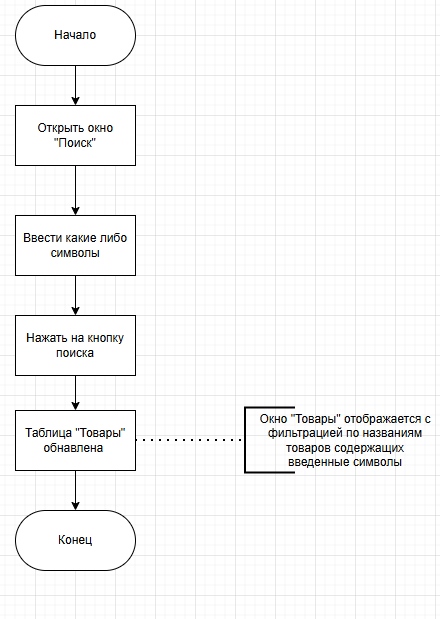 Начало
Открыть окно
"Поиск"
Ввести какие либо
символы
Нажать на кнопку
поиска
Таблица "Товары"
обнавлена
Окно "Товары" отображается с
фильтрацией по названиям
товаров содержащих
введенные символы
Конец